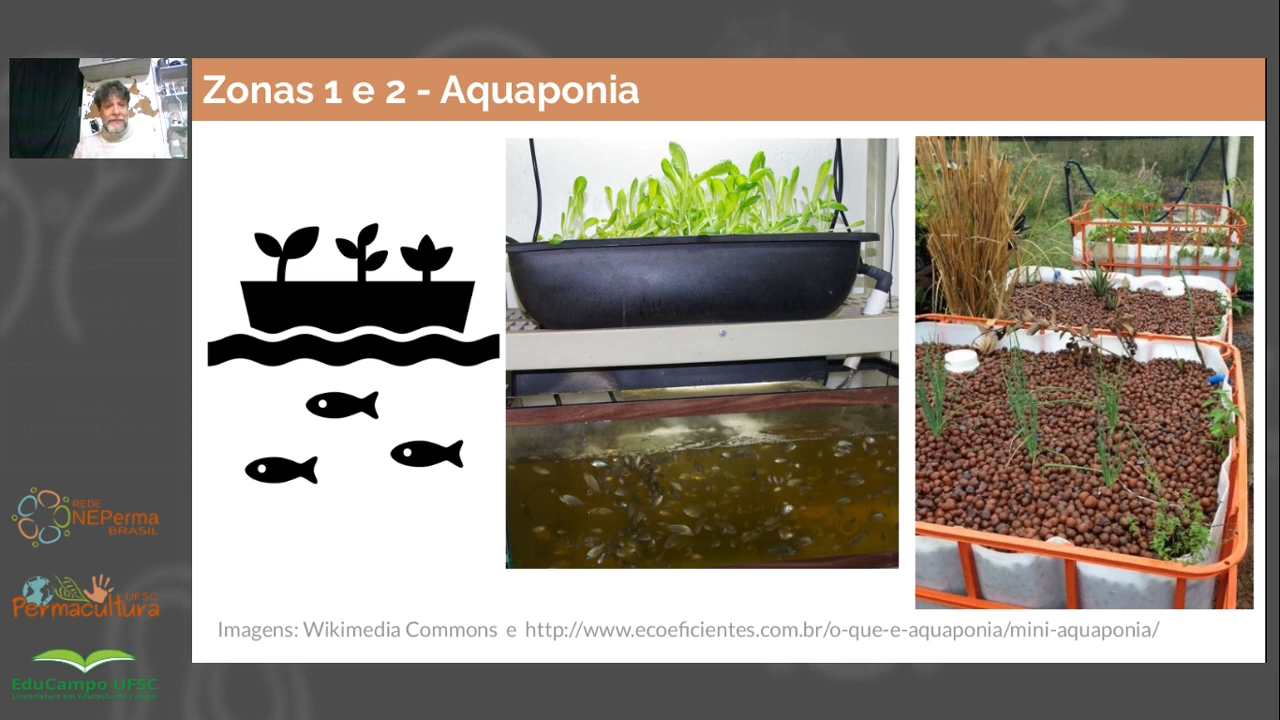 Zonas 1 e 2 - Aquaponia
Imagens: Wikimedia Commons e http://www.ecoeficientes.com.br/o-que-e-aquaponia/mini-aquaponia/
REDE
NEPerma
BRASIL
UFSC
Permacultura
EduCampo UFSC
Licenciatura em Educação do Campo